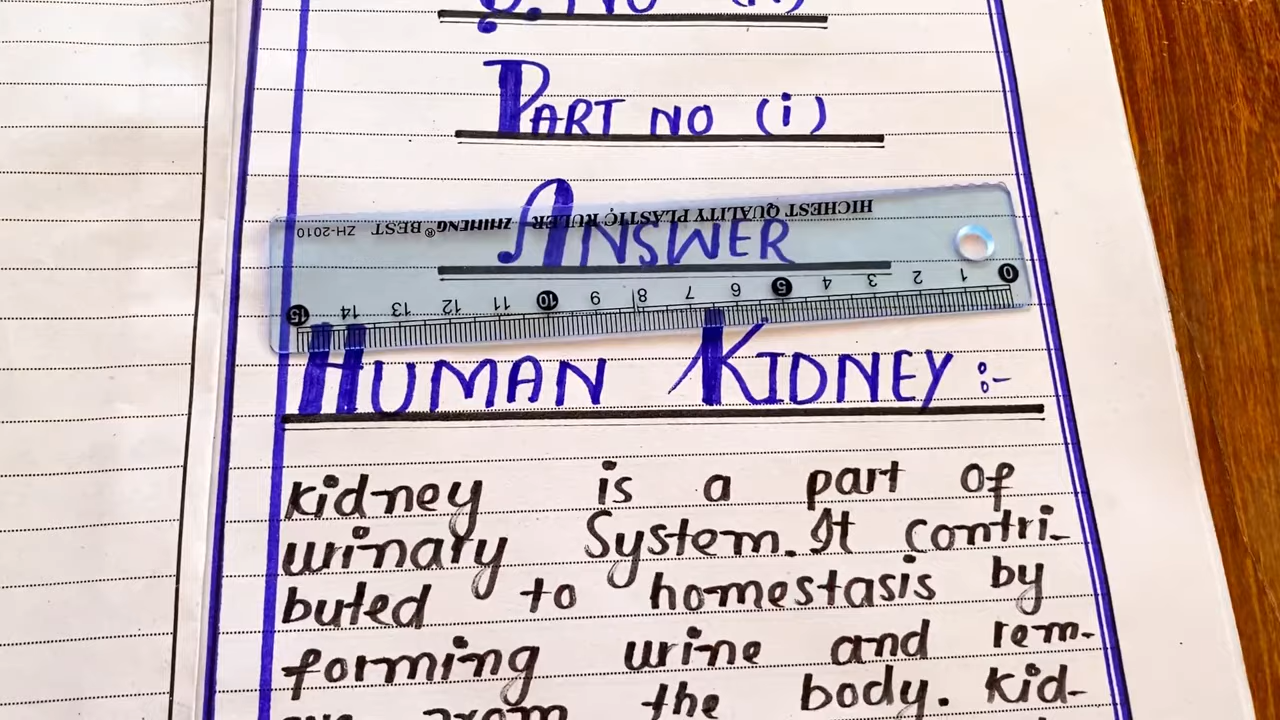 PART NO (i)
ANSWER
HIGHEST QUALITY PLASTIC RULER ZHIHENG® BEST ZH-2010
15 14 13 12 11 10 9 8 7 6 5 4 3 2 1 0
HUMAN KIDNEY:-
kidney is a part of
urinary System. It contri-
buted to homestasis by
forming urine and rem-
from the body. Kid-